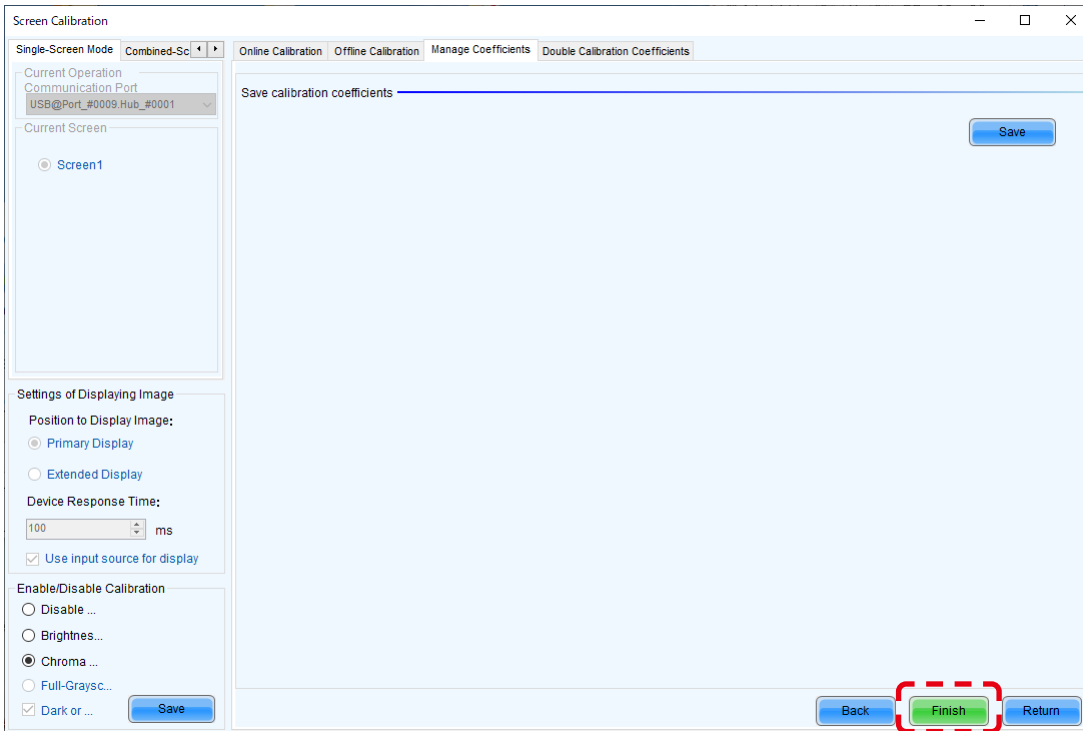 Screen Calibration
Single-Screen Mode Combined-Sc
Online Calibration Offline Calibration Manage Coefficients Double Calibration Coefficients
Current Operation
Communication Port
USB@Port_#0009.Hub_#0001
Current Screen
Screen1
Save calibration coefficients
Save
Settings of Displaying Image
Position to Display Image:
Primary Display
Extended Display
Device Response Time:
100 ms
Use input source for display
Enable/Disable Calibration
Disable ...
Brightnes...
Chroma ...
Full-Graysc...
Dark or ... Save
Back Finish Return